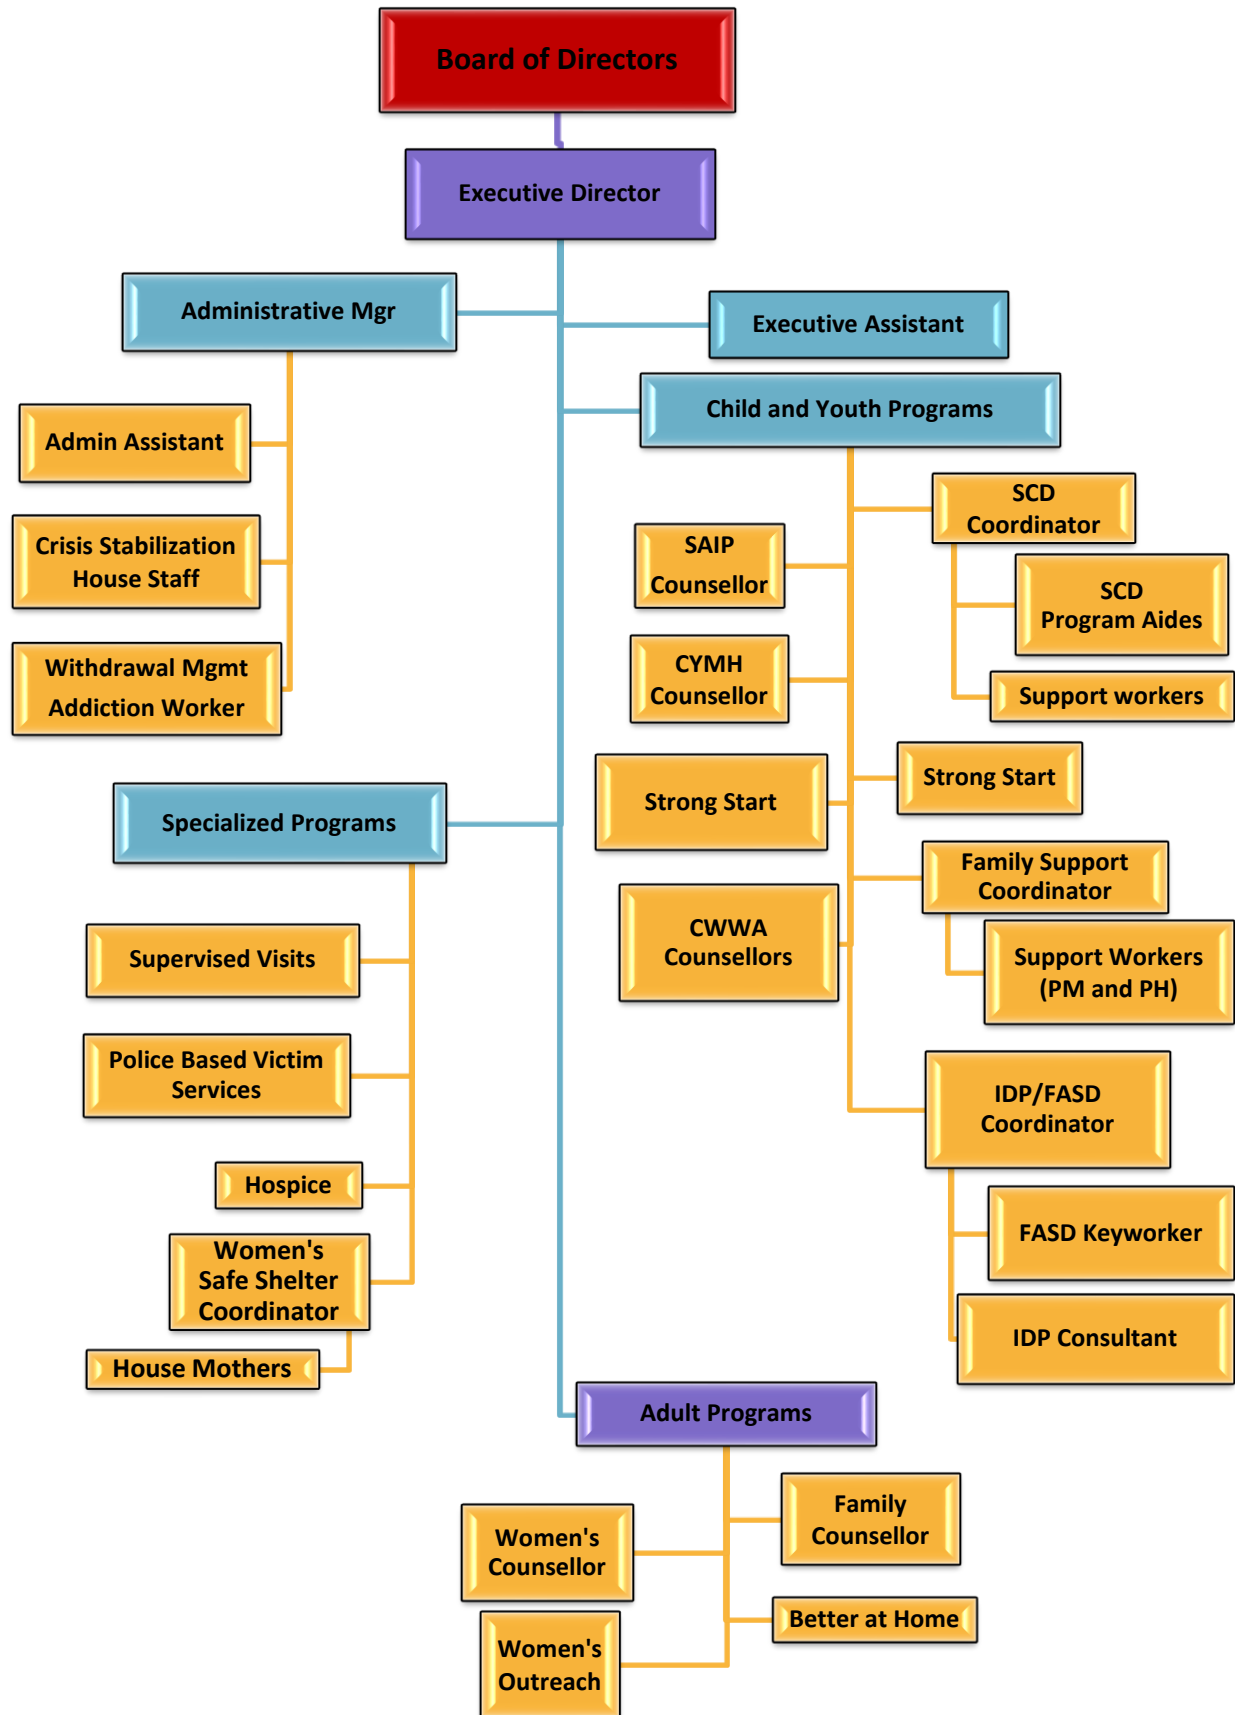 Board of Directors
Executive Director
Administrative Mgr
Executive Assistant
Child and Youth Programs
Admin Assistant
Crisis Stabilization
House Staff
Withdrawal Mgmt
Addiction Worker
SCD
Coordinator
SAIP
Counsellor
SCD
Program Aides
CYMH
Counsellor
Support workers
Strong Start
Strong Start
Specialized Programs
Family Support
Coordinator
CWWA
Counsellors
Support Workers
(PM and PH)
Supervised Visits
Police Based Victim
Services
IDP/FASD
Coordinator
Hospice
FASD Keyworker
Women's
Safe Shelter
Coordinator
IDP Consultant
House Mothers
Adult Programs
Family
Counsellor
Women's
Counsellor
Better at Home
Women's
Outreach